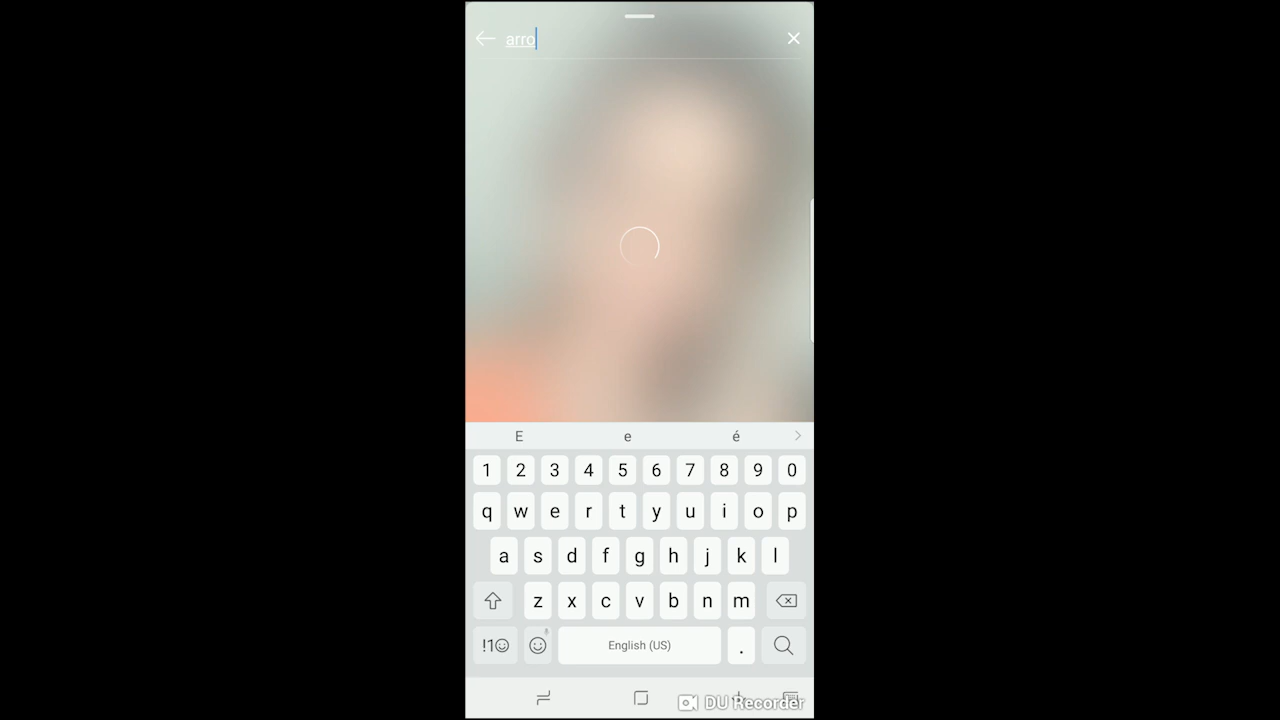 arro
E e é
1 2 3 4 5 6 7 8 9 0
q w e r t y u i o p
a s d f g h j k l
z x c v b n m
!1☺ English (US) .
DU Recorder